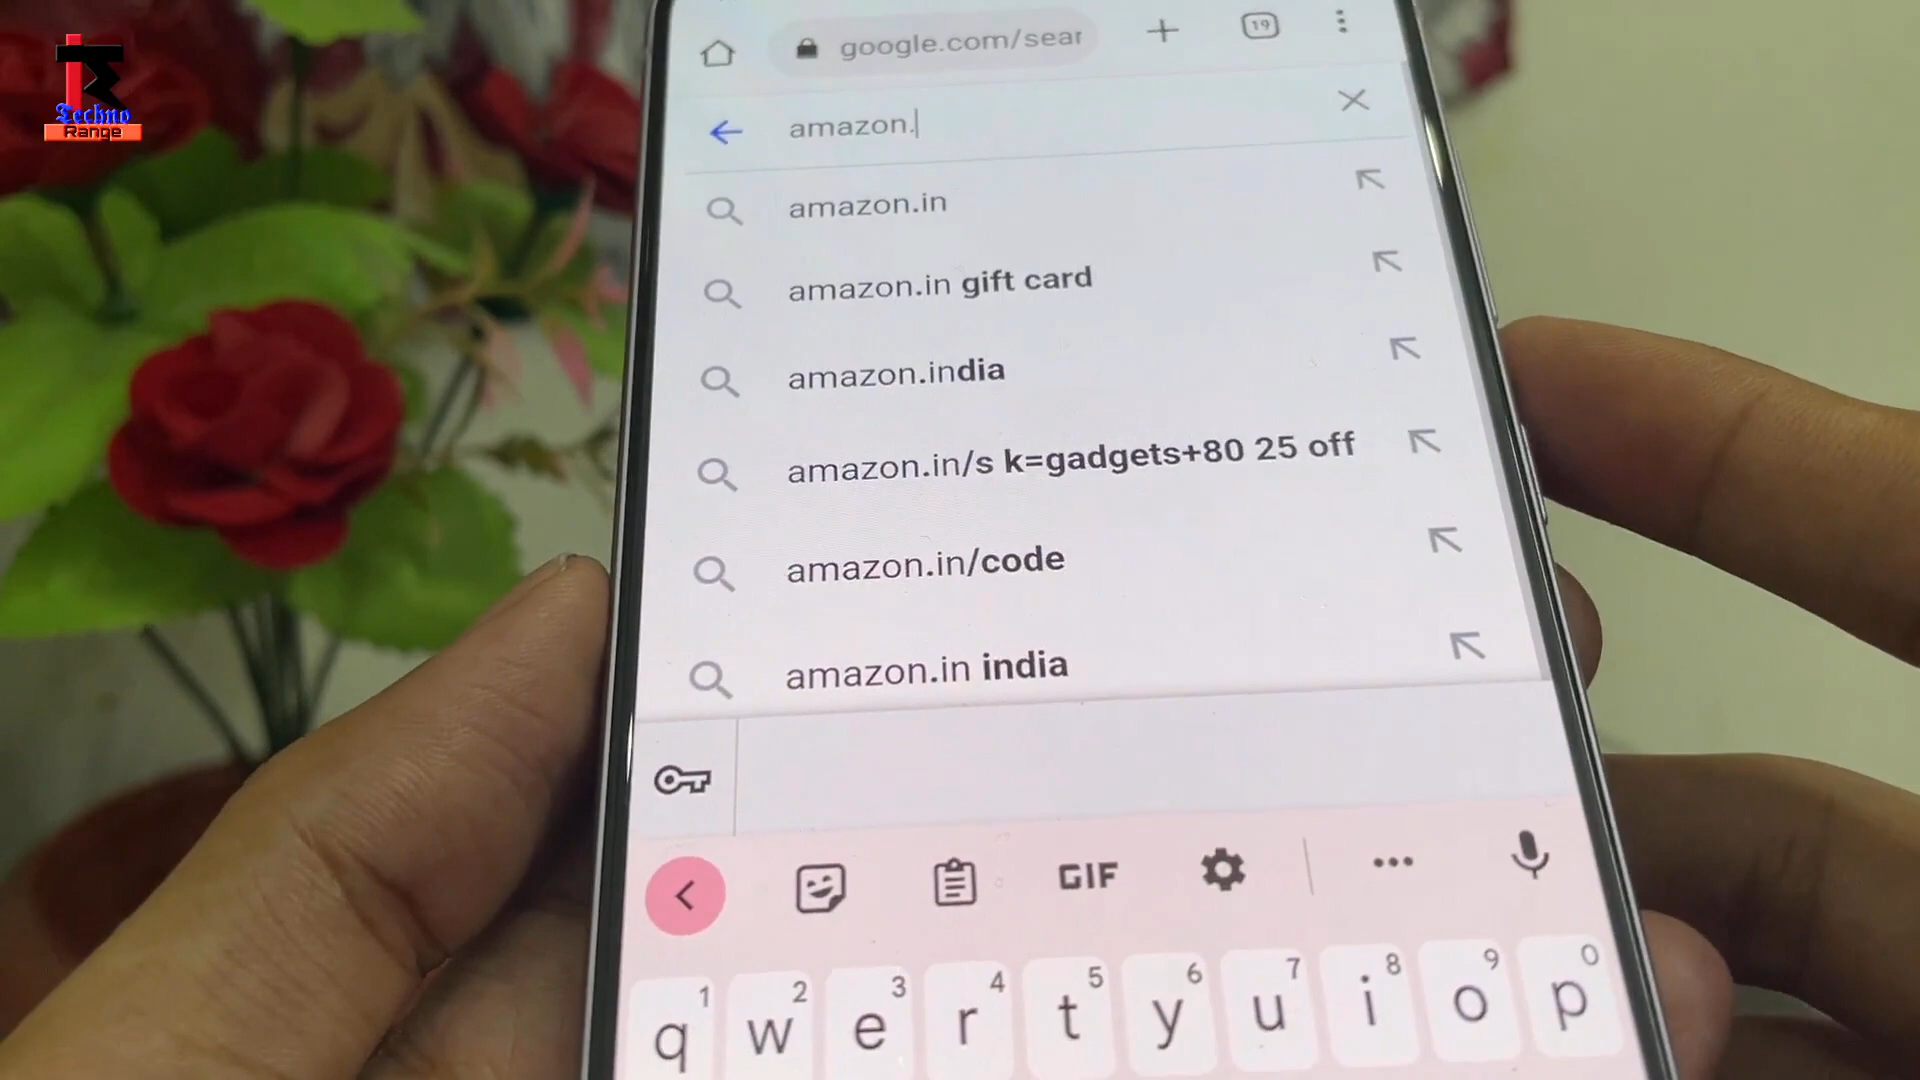 Techno
Range
google.com/sear
19
amazon.
amazon.in
amazon.in gift card
amazon.india
amazon.in/s k=gadgets+80 25 off
amazon.in/code
amazon.in india
GIF
1 2 3 4 5 6 7 8 9 0
q w e r t y u i o p